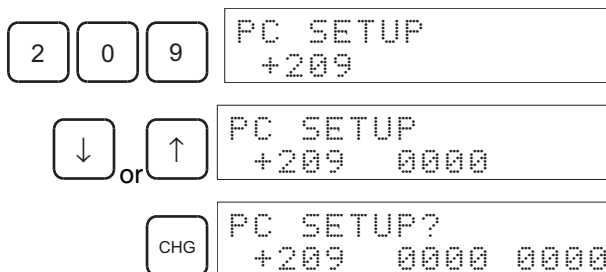 2 0 9 PC SETUP
+209
↓ or ↑ PC SETUP
+209 0000
CHG PC SETUP?
+209 0000 0000